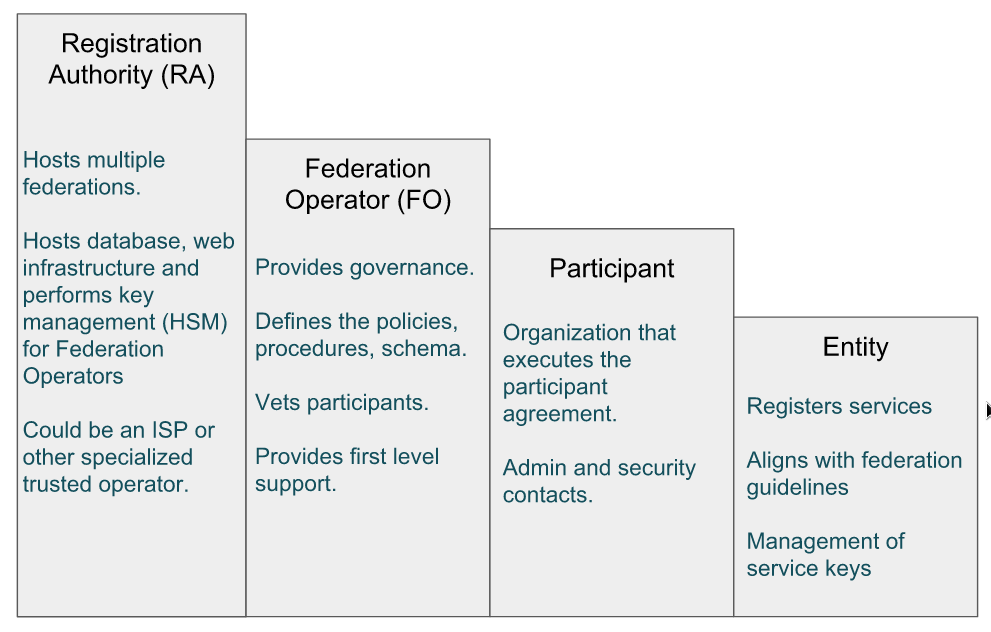 Registration
Authority (RA)
Hosts multiple
federations.
Hosts database, web
infrastructure and
performs key
management (HSM)
for Federation
Operators
Could be an ISP or
other specialized
trusted operator.
Federation
Operator (FO)
Provides governance.
Defines the policies,
procedures, schema.
Vets participants.
Provides first level
support.
Participant
Organization that
executes the
participant
agreement.
Admin and security
contacts.
Entity
Registers services
Aligns with federation
guidelines
Management of
service keys